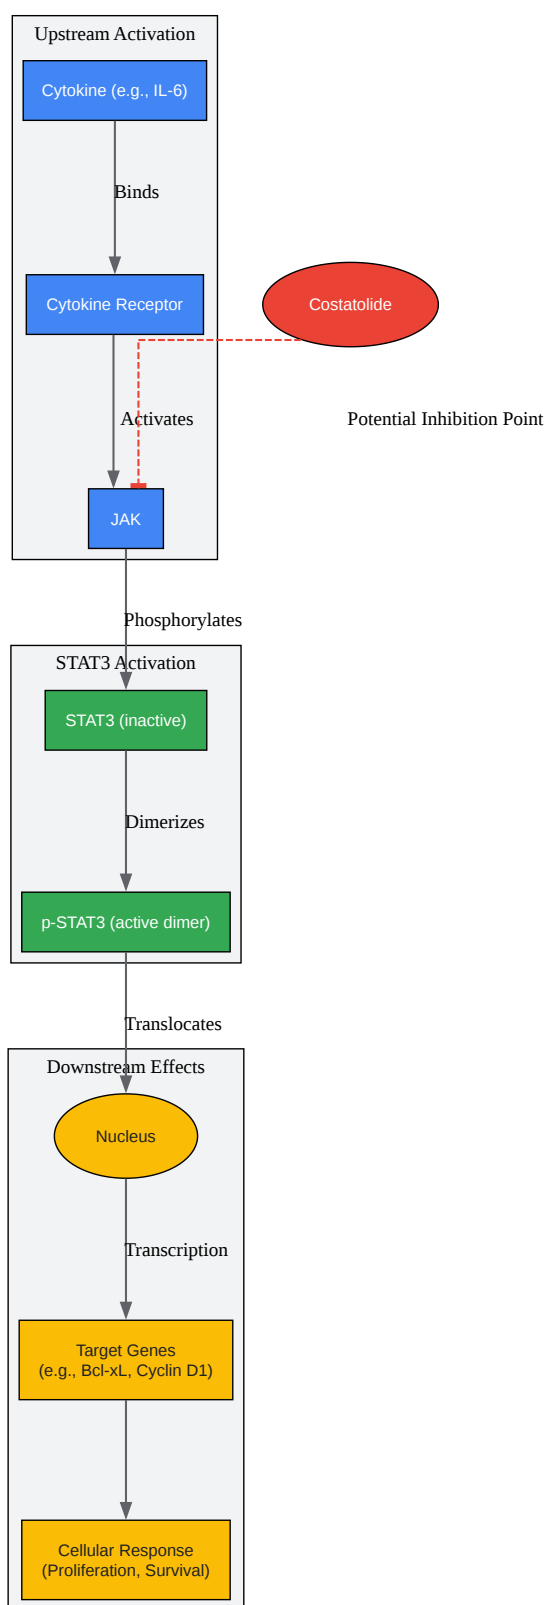 Upstream Activation
Cytokine (e.g., IL-6)
Binds
Cytokine Receptor
Costatolide
Activates
Potential Inhibition Point
JAK
Phosphorylates
STAT3 Activation
STAT3 (inactive)
Dimerizes
p-STAT3 (active dimer)
Translocates
Downstream Effects
Nucleus
Transcription
Target Genes
(e.g., Bcl-xL, Cyclin D1)
Cellular Response
(Proliferation, Survival)